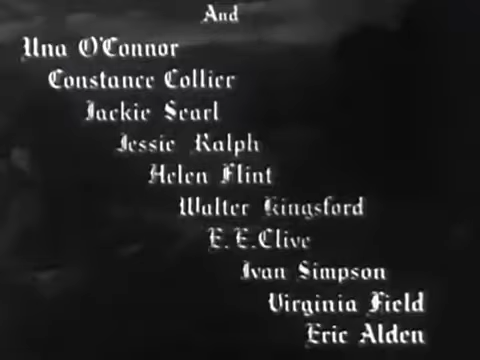 And
Una O'Connor
Constance Collier
Jackie Searl
Jessie Ralph
Helen Flint
Walter Kingsford
E. E. Clive
Ivan Simpson
Virginia Field
Eric Alden